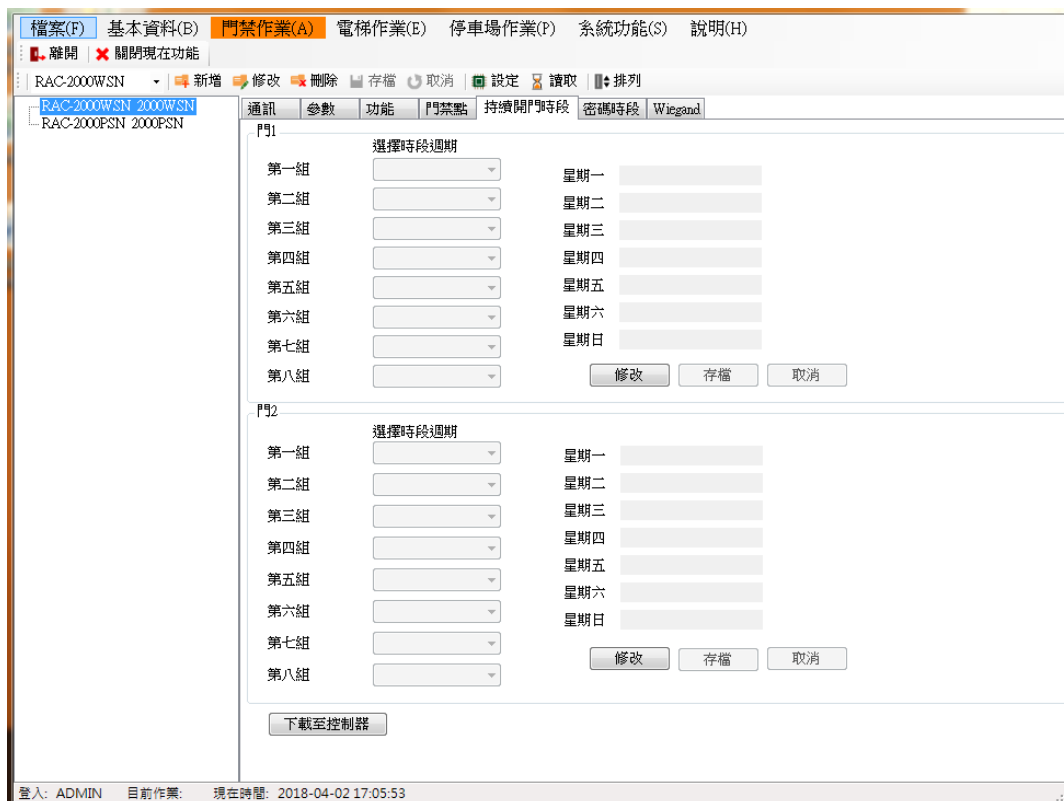 檔案(F) 基本資料(B) 門禁作業(A) 電梯作業(E) 停車場作業(P) 系統功能(S) 說明(H)
離開 關閉現在功能
RAC-2000WSN 新增 修改 刪除 存檔 取消 設定 讀取 排列
RAC-2000WSN 2000WSN
RAC-2000PSN 2000PSN
通訊 參數 功能 門禁點 持續開門時段 密碼時段 Wiegand
門1
選擇時段週期
第一組
第二組
第三組
第四組
第五組
第六組
第七組
第八組
星期一
星期二
星期三
星期四
星期五
星期六
星期日
修改 存檔 取消
門2
選擇時段週期
第一組
第二組
第三組
第四組
第五組
第六組
第七組
第八組
星期一
星期二
星期三
星期四
星期五
星期六
星期日
修改 存檔 取消
下載至控制器
登入: ADMIN 目前作業: 現在時間: 2018-04-02 17:05:53